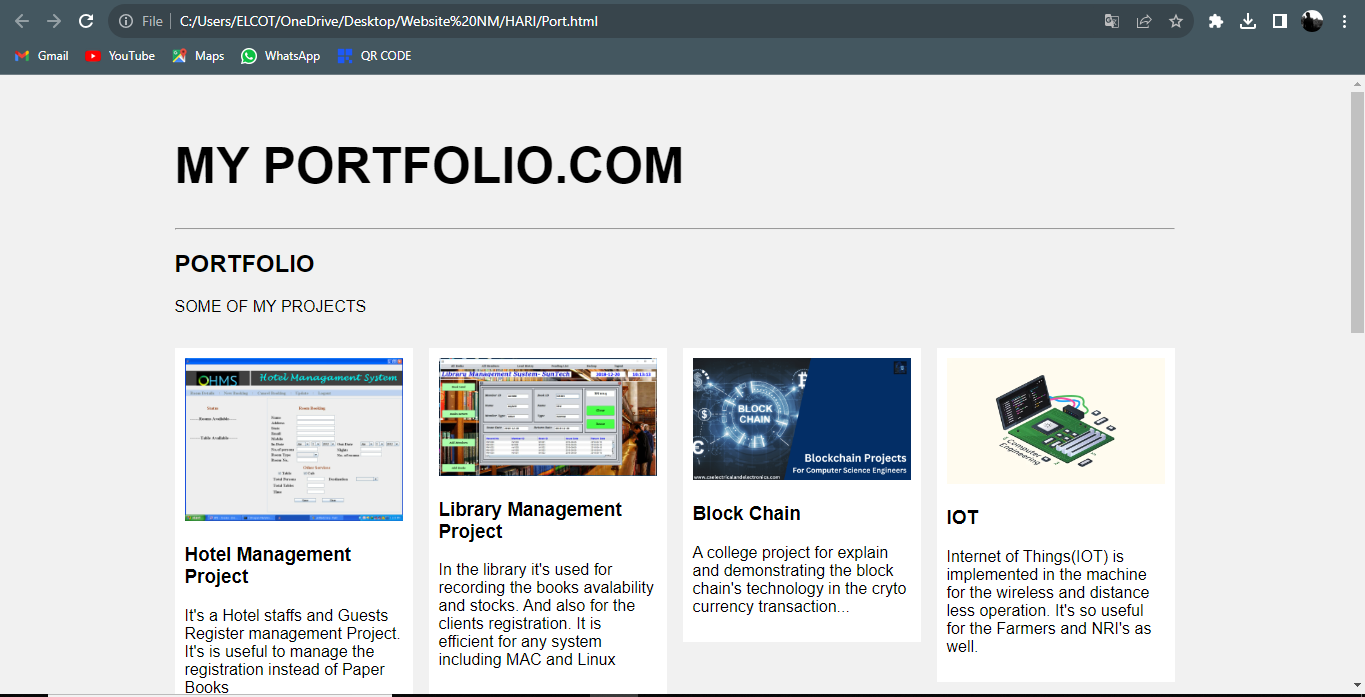 File C:/Users/ELCOT/OneDrive/Desktop/Website%20NM/HARI/Port.html
Gmail YouTube Maps WhatsApp QR CODE
MY PORTFOLIO.COM
PORTFOLIO
SOME OF MY PROJECTS
OHMS Hotel Managament System
Room Booking
Hotel Management
Project
It's a Hotel staffs and Guests
Register management Project.
It's is useful to manage the
registration instead of Paper
Books
Library Management System- SunTech
Library Management
Project
In the library it's used for
recording the books avalability
and stocks. And also for the
clients registration. It is
efficient for any system
including MAC and Linux
BLOCK
CHAIN
Blockchain Projects
For Computer Science Engineers
www.cselectricalandelectronics.com
Block Chain
A college project for explain
and demonstrating the block
chain's technology in the cryto
currency transaction...
Computer
Engineering
IOT
Internet of Things(IOT) is
implemented in the machine
for the wireless and distance
less operation. It's so useful
for the Farmers and NRI's as
well.